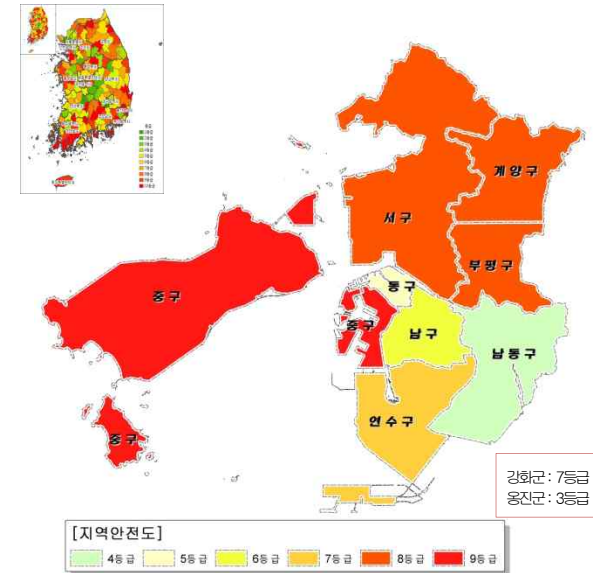 계양구
서구
부평구
중구
동구
중구
남구
남동구
연수구
중구
강화군 : 7등급
옹진군 : 3등급
[지역안전도]
4등급 5등급 6등급 7등급 8등급 9등급